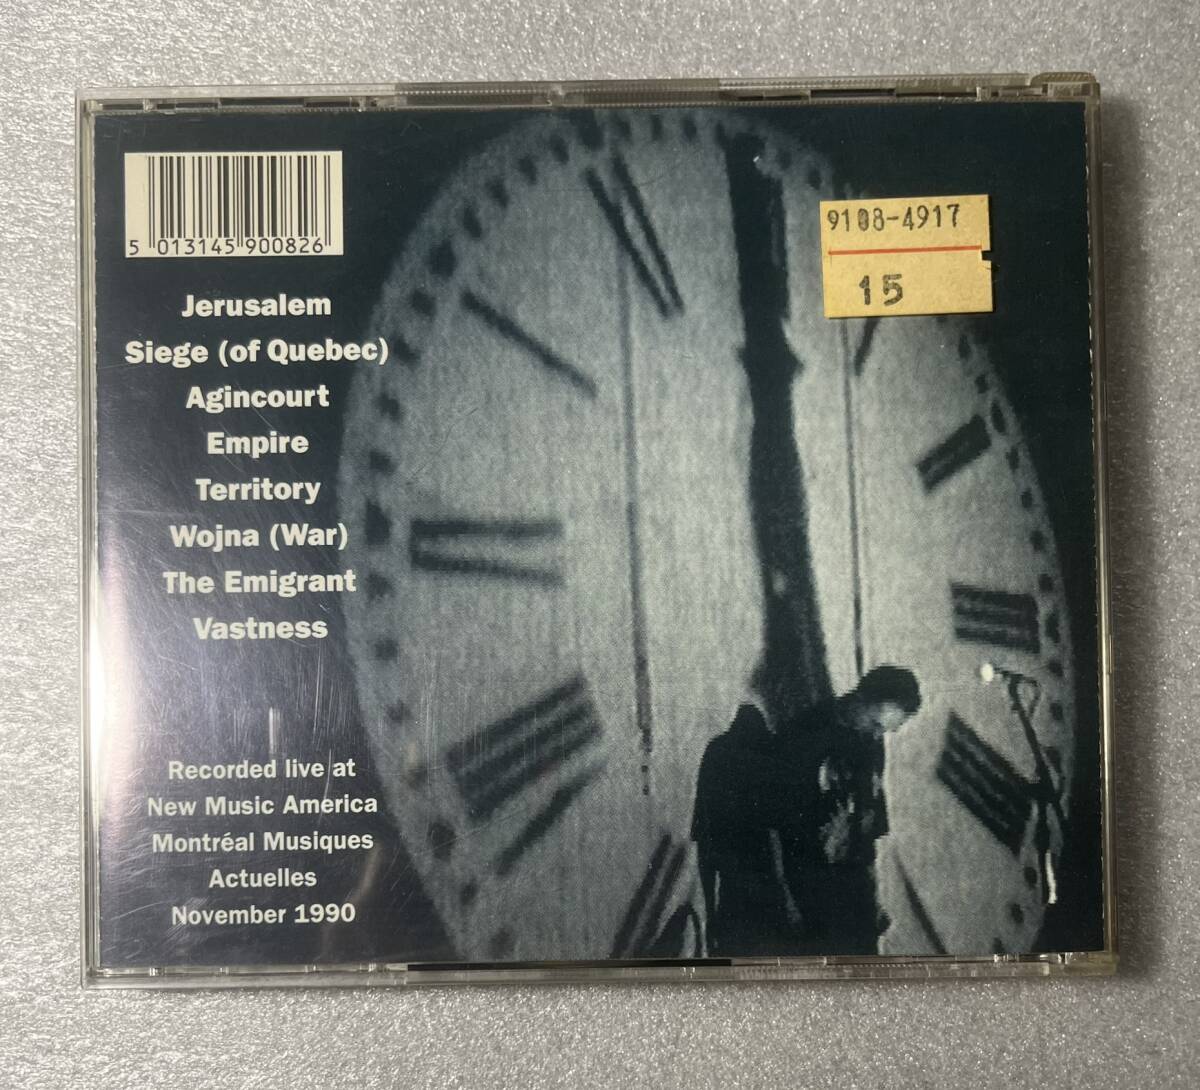 5 013145 900826
9108-4917
15
Jerusalem
Siege (of Quebec)
Agincourt
Empire
Territory
Wojna (War)
The Emigrant
Vastness
Recorded live at
New Music America
Montréal Musiques
Actuelles
November 1990